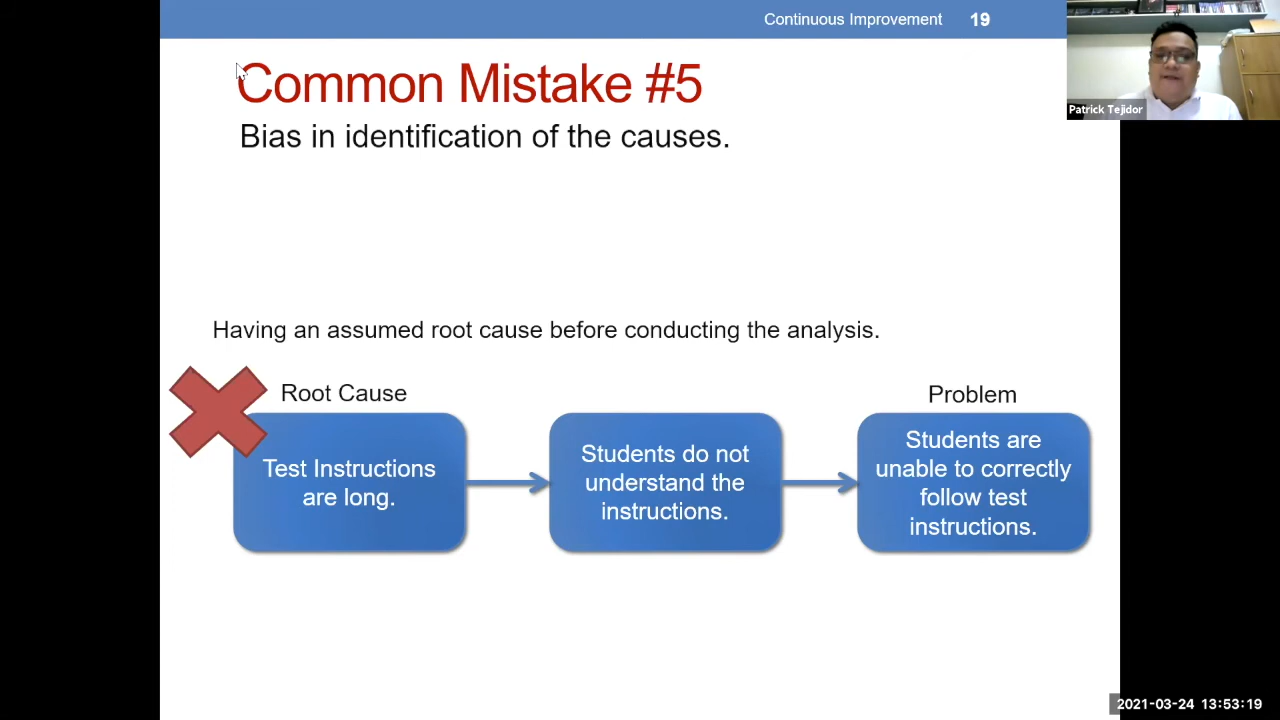 Continuous Improvement 19
Common Mistake #5
Bias in identification of the causes.
Patrick Tejidor
Having an assumed root cause before conducting the analysis.
Root Cause
Problem
Test Instructions
are long.
Students do not
understand the
instructions.
Students are
unable to correctly
follow test
instructions.
2021-03-24 13:53:19